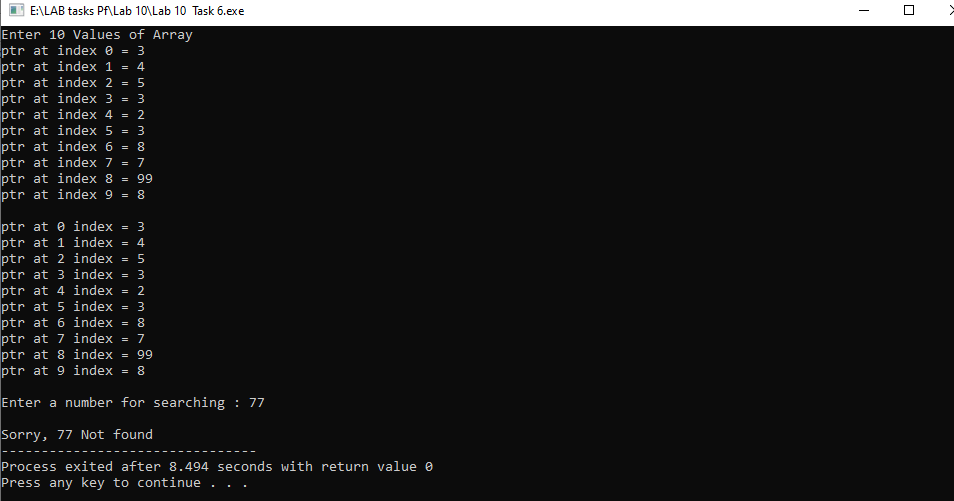 E:\LAB tasks Pf\Lab 10\Lab 10  Task 6.exe
Enter 10 Values of Array
ptr at index 0 = 3
ptr at index 1 = 4
ptr at index 2 = 5
ptr at index 3 = 3
ptr at index 4 = 2
ptr at index 5 = 3
ptr at index 6 = 8
ptr at index 7 = 7
ptr at index 8 = 99
ptr at index 9 = 8
ptr at 0 index = 3
ptr at 1 index = 4
ptr at 2 index = 5
ptr at 3 index = 3
ptr at 4 index = 2
ptr at 5 index = 3
ptr at 6 index = 8
ptr at 7 index = 7
ptr at 8 index = 99
ptr at 9 index = 8
Enter a number for searching : 77
Sorry, 77 Not found
--------------------------------
Process exited after 8.494 seconds with return value 0
Press any key to continue . . .